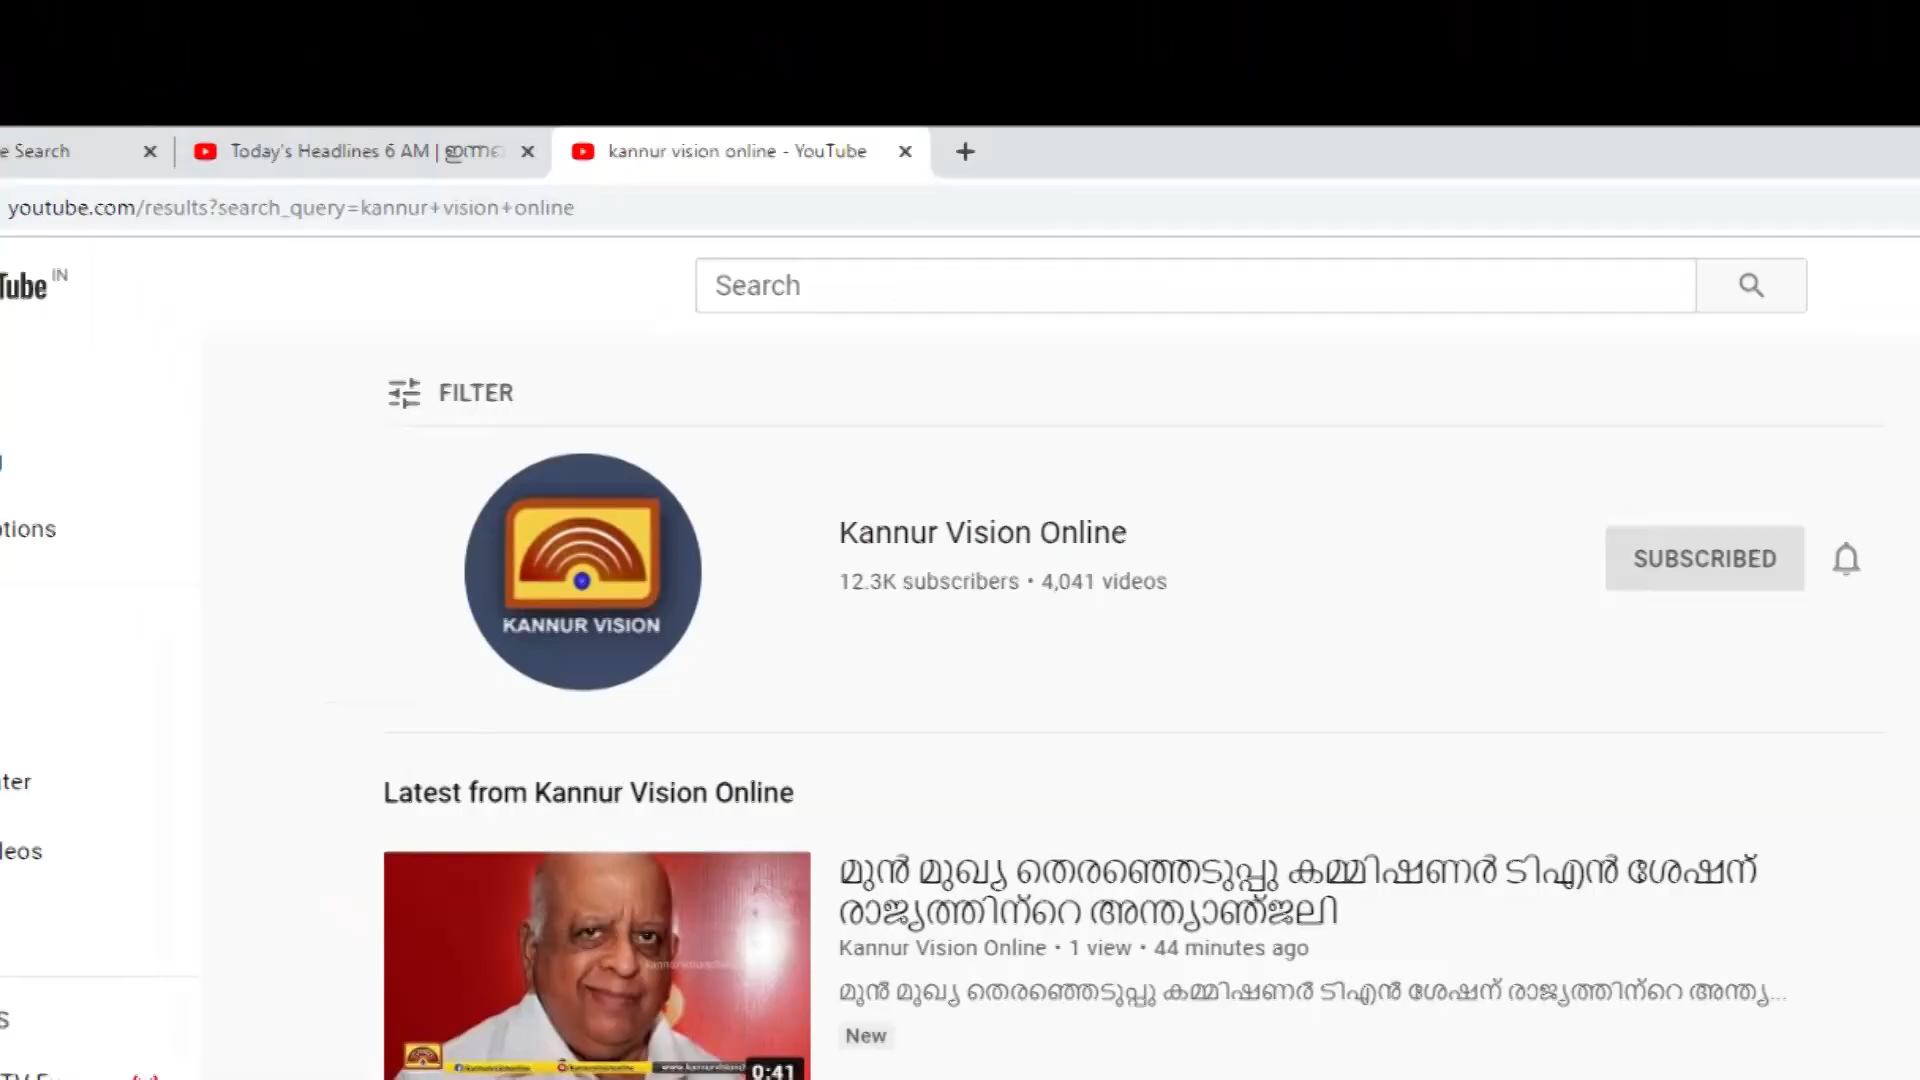 e Search
Today's Headlines 6 AM | ഇന്നഭെ
kannur vision online - YouTube
youtube.com/results?search_query=kannur+vision+online
Tube IN
Search
FILTER
KANNUR VISION
Kannur Vision Online
12.3K subscribers • 4,041 videos
SUBSCRIBED
tions
ter
leos
S
Latest from Kannur Vision Online
മുൻ മുഖ്യ തെരഞ്ഞെടുപ്പു കമ്മിഷണർ ടിഎൻ ശേഷന്
രാജ്യത്തിന്റെ അന്ത്യാഞ്ജലി
Kannur Vision Online • 1 view • 44 minutes ago
മുൻ മുഖ്യ തെരഞ്ഞെടുപ്പു കമ്മിഷണർ ടിഎൻ ശേഷന് രാജ്യത്തിന്റെ അന്ത്യ...
New
0:41